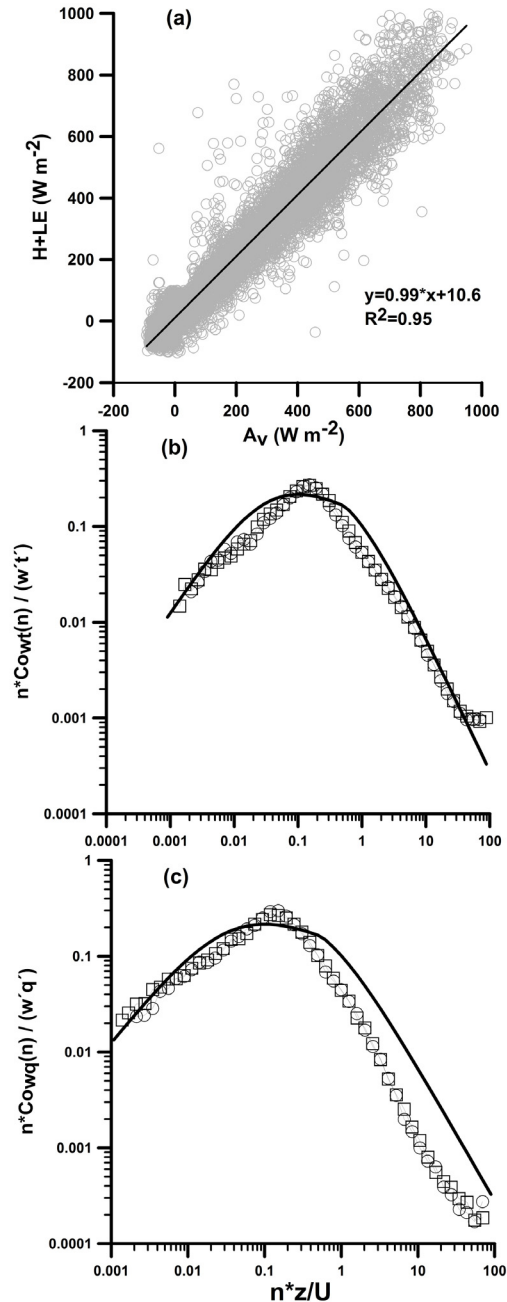 (a)
1000
800
600
400
200
0
-200
H+LE (W m-2)
y=0.99*x+10.6
R2=0.95
-200 0 200 400 600 800 1000
Av (W m-2)
(b)
1
0.1
0.01
0.001
0.0001
n*Cowt(n) / (w't')
0.0001 0.001 0.01 0.1 1 10 100
(c)
1
0.1
0.01
0.001
0.0001
n*Cowq(n) / (w'q')
0.001 0.01 0.1 1 10 100
n*z/U